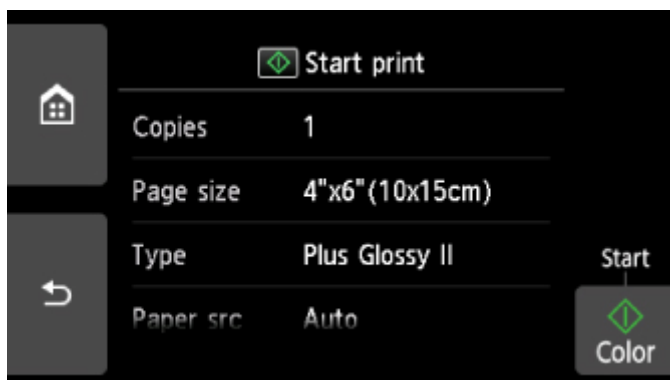 Start print
Copies 1
Page size 4"x6"(10x15cm)
Type Plus Glossy II
Paper src Auto
Start
Color